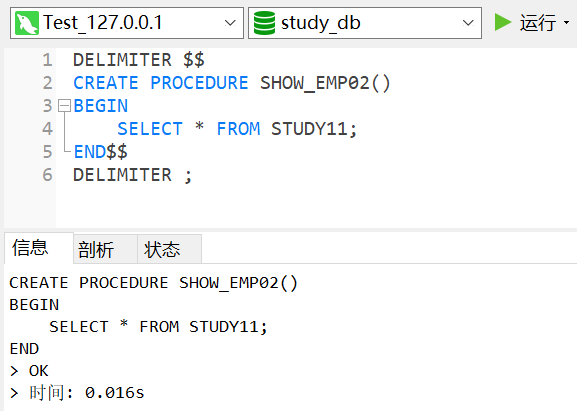 Test_127.0.0.1 study_db 运行
1 DELIMITER $$
2 CREATE PROCEDURE SHOW_EMP02()
3 BEGIN
4 SELECT * FROM STUDY11;
5 END$$
6 DELIMITER ;
信息 剖析 状态
CREATE PROCEDURE SHOW_EMP02()
BEGIN
SELECT * FROM STUDY11;
END
> OK
> 时间: 0.016s